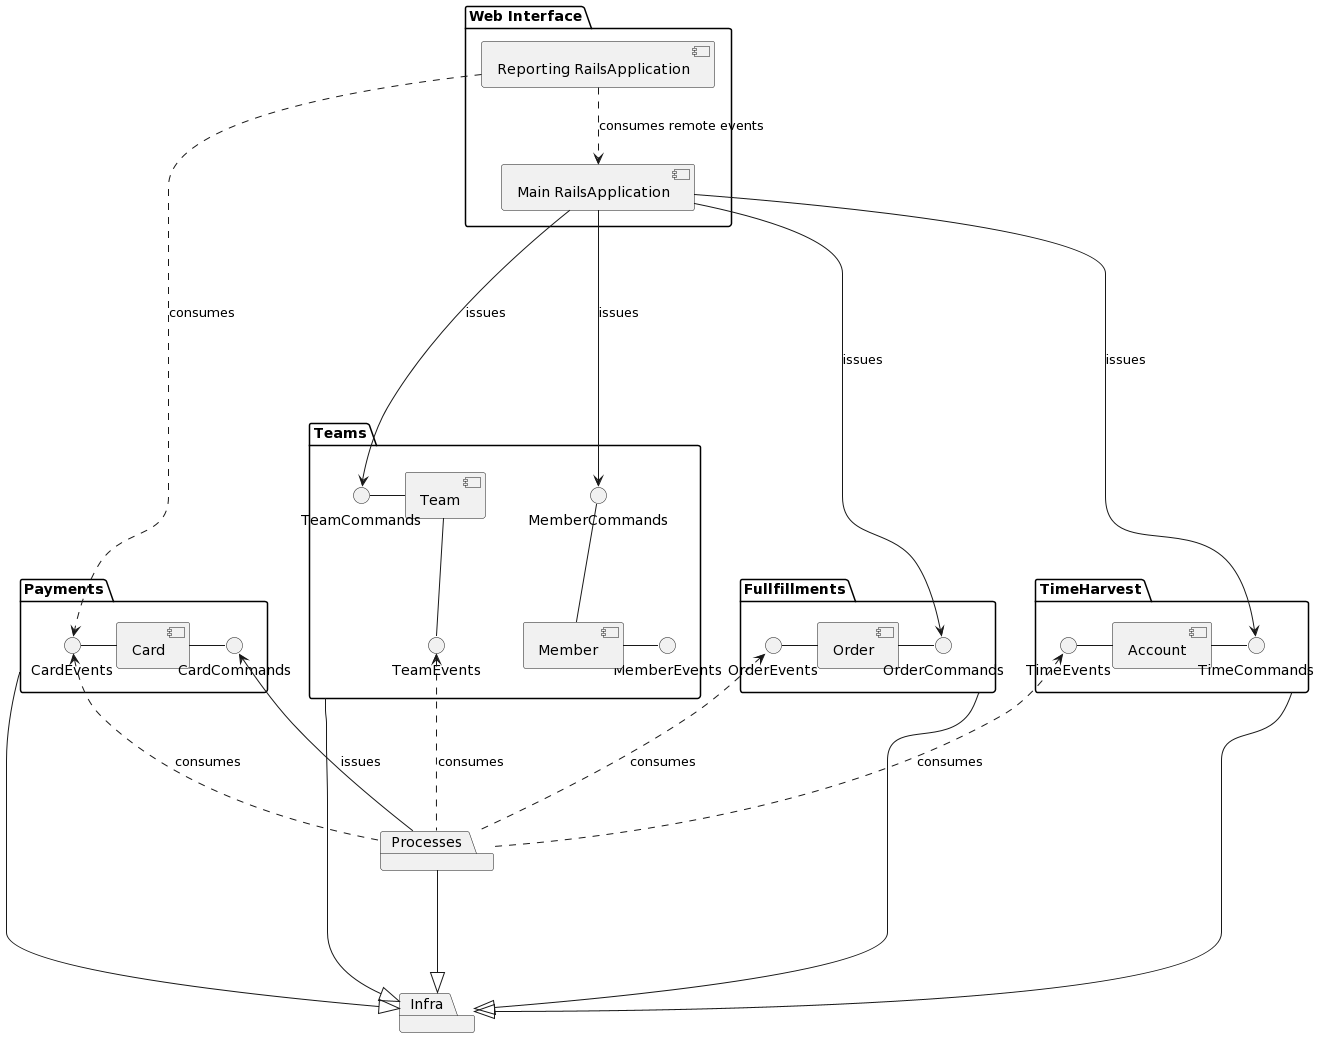 Web Interface
Reporting RailsApplication
consumes remote events
Main RailsApplication
consumes
issues
issues
issues
issues
Teams
Team
TeamCommands
MemberCommands
Payments
Fullfillments
TimeHarvest
Card
Member
Order
Account
CardEvents
CardCommands
TeamEvents
MemberEvents
OrderEvents
OrderCommands
TimeEvents
TimeCommands
consumes
issues
consumes
consumes
consumes
Processes
Infra